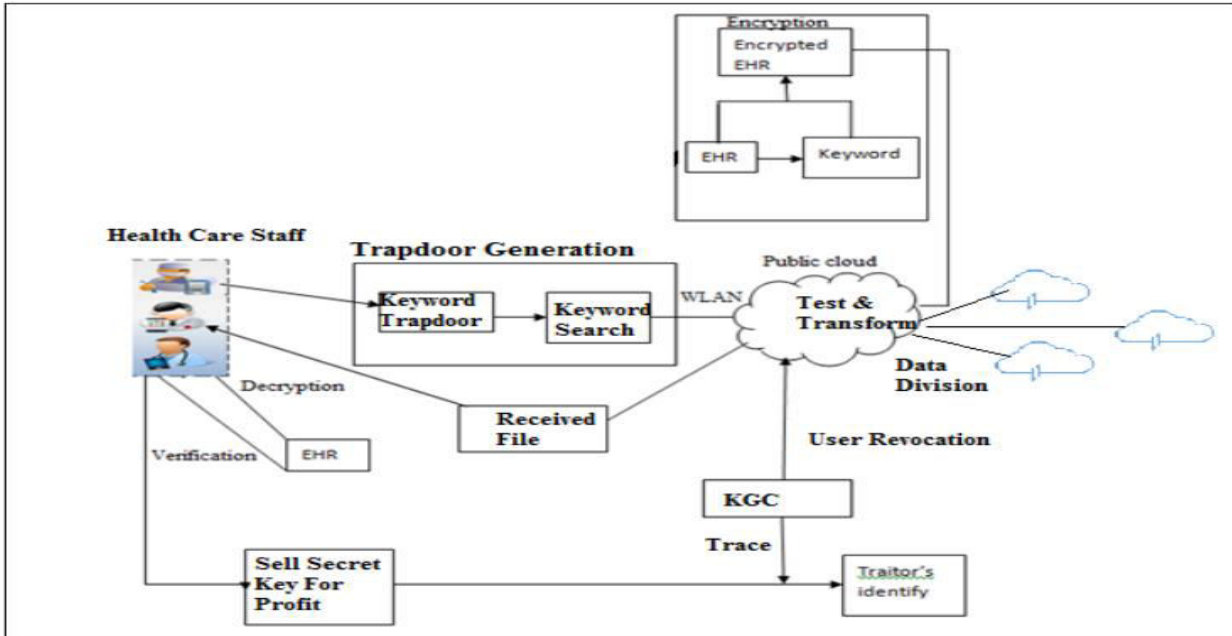 Encryption
Encrypted
EHR
EHR
Keyword
Health Care Staff
Trapdoor Generation
Keyword
Trapdoor
Keyword
Search
WLAN
Public cloud
Test &
Transform
Data
Division
Decryption
Received
File
Verification
EHR
User Revocation
KGC
Trace
Sell Secret
Key For
Profit
Traitor's
identify